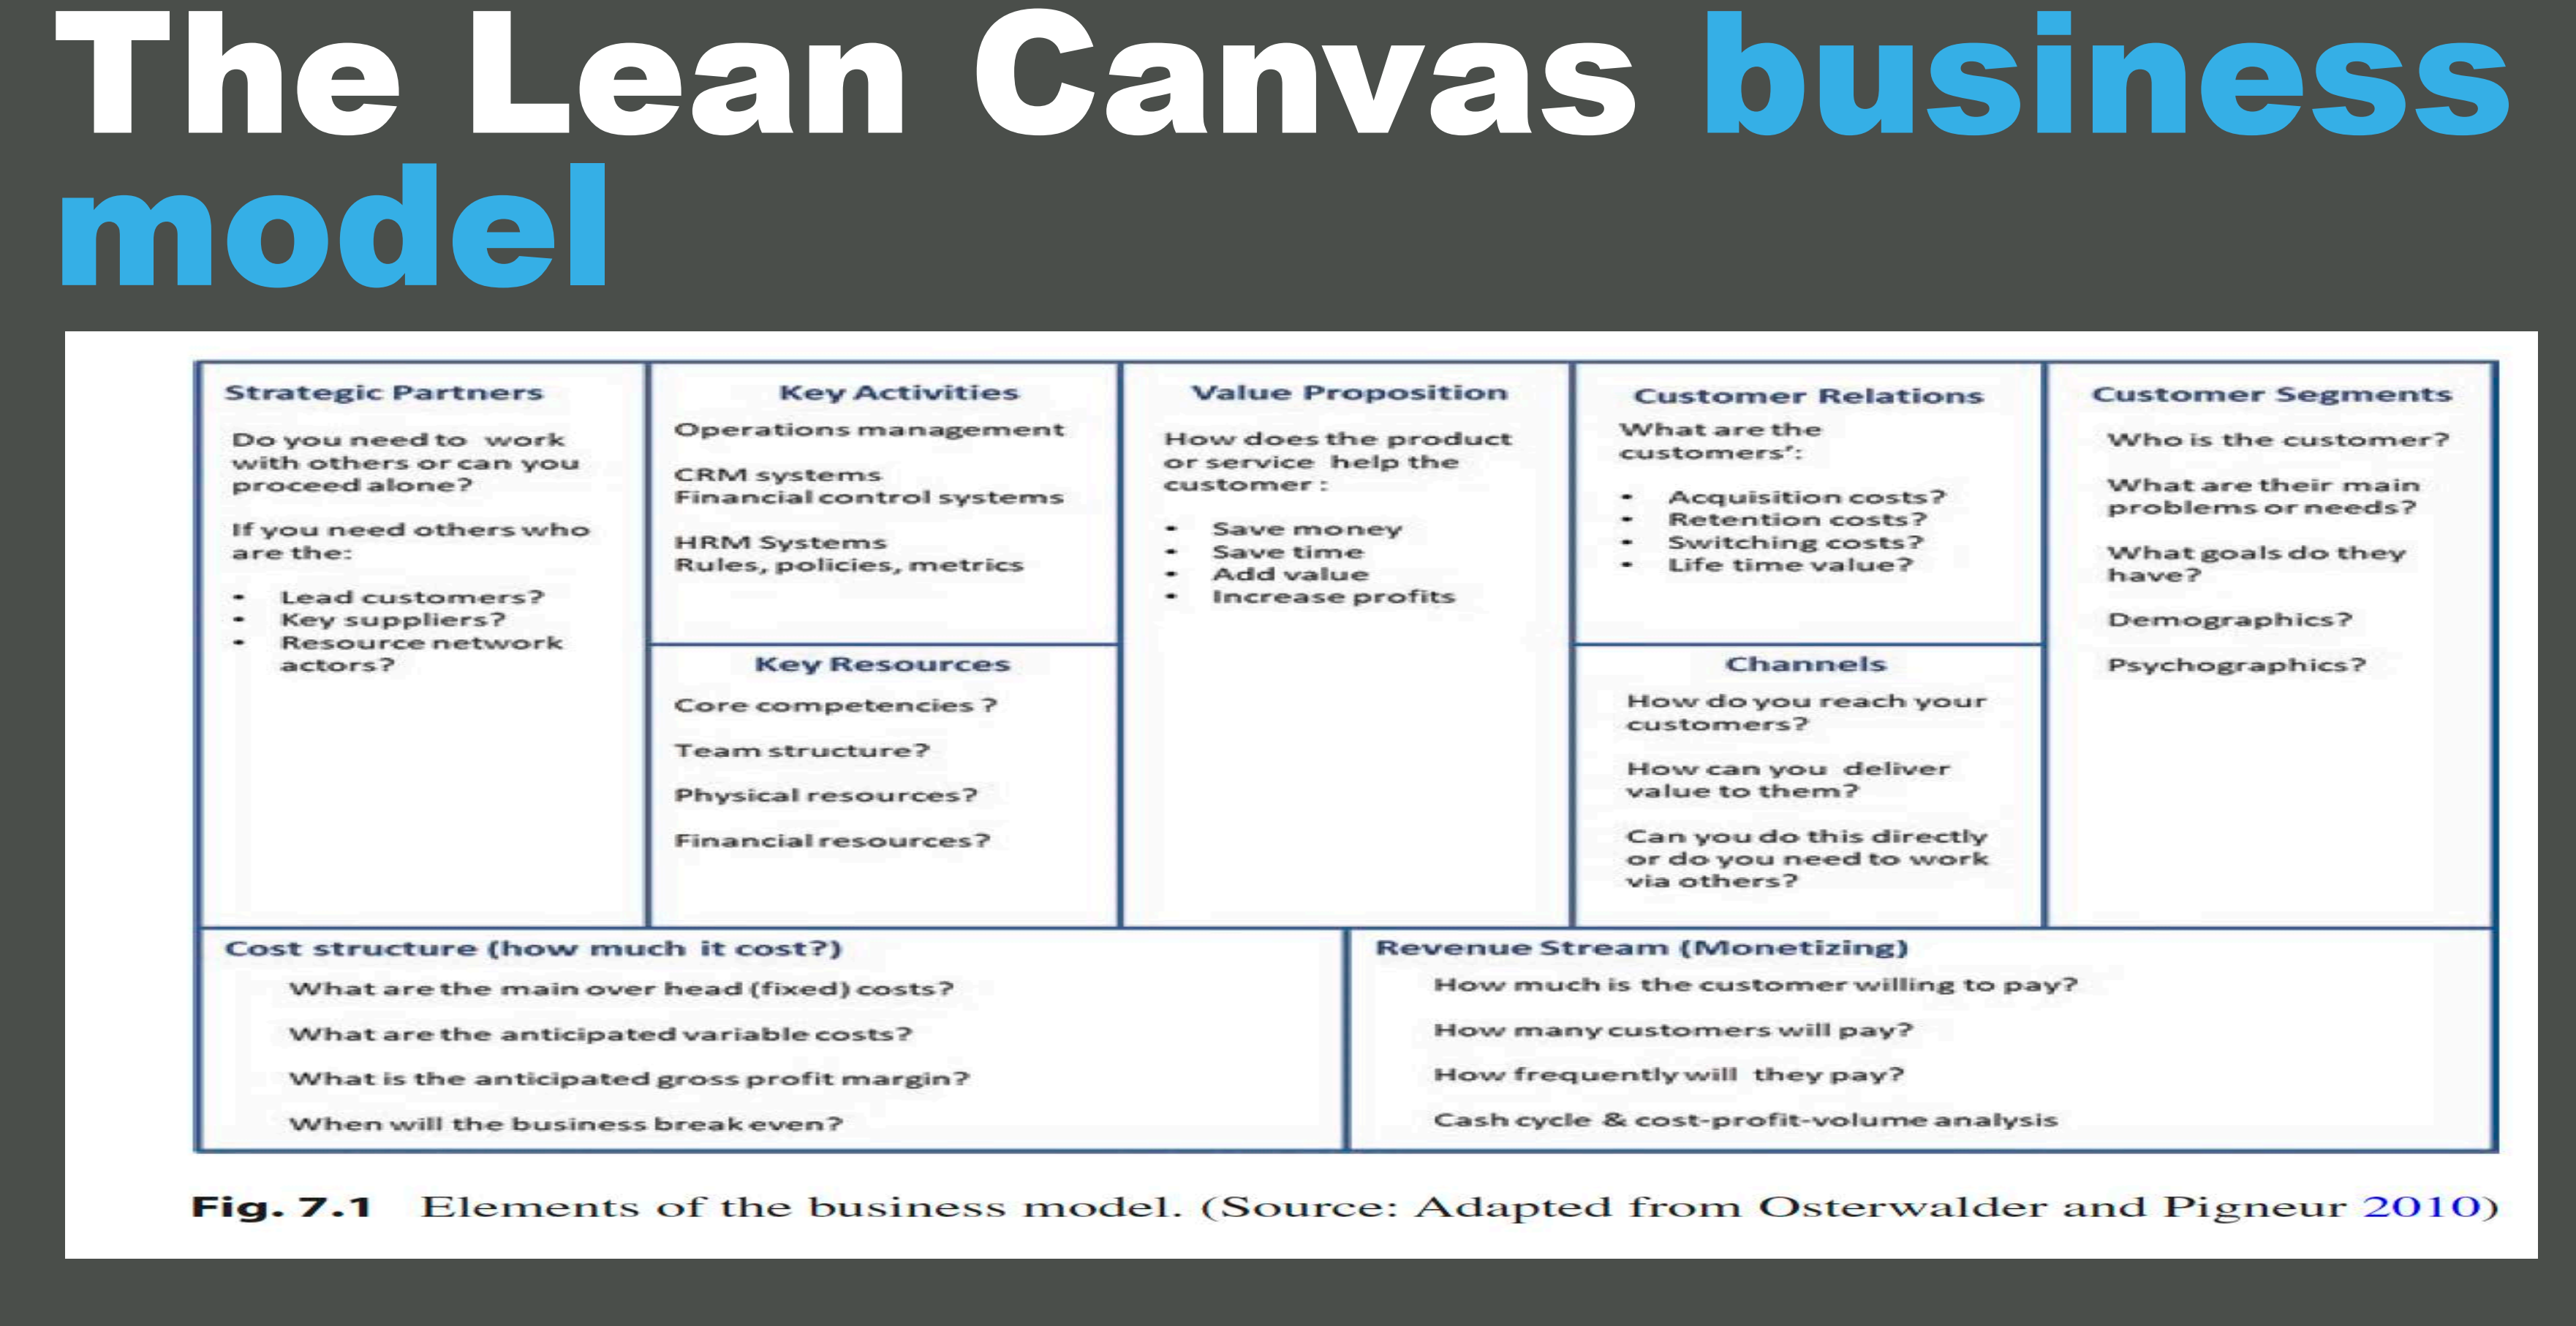 The Lean Canvas business
model
Strategic Partners
Do you need to work
with others or can you
proceed alone?
If you need others who
are the:
• Lead customers?
• Key suppliers?
• Resource network
actors?
Key Activities
Operations management
CRM systems
Financial control systems
HRM Systems
Rules, policies, metrics
Key Resources
Core competencies ?
Team structure?
Physical resources?
Financial resources?
Value Proposition
How does the product
or service help the
customer :
• Save money
• Save time
• Add value
• Increase profits
Customer Relations
What are the
customers’:
• Acquisition costs?
• Retention costs?
• Switching costs?
• Life time value?
Channels
How do you reach your
customers?
How can you deliver
value to them?
Can you do this directly
or do you need to work
via others?
Customer Segments
Who is the customer?
What are their main
problems or needs?
What goals do they
have?
Demographics?
Psychographics?
Cost structure (how much it cost?)
What are the main over head (fixed) costs?
What are the anticipated variable costs?
What is the anticipated gross profit margin?
When will the business break even?
Revenue Stream (Monetizing)
How much is the customer willing to pay?
How many customers will pay?
How frequently will they pay?
Cash cycle & cost-profit-volume analysis
Fig. 7.1 Elements of the business model. (Source: Adapted from Osterwalder and Pigneur 2010)